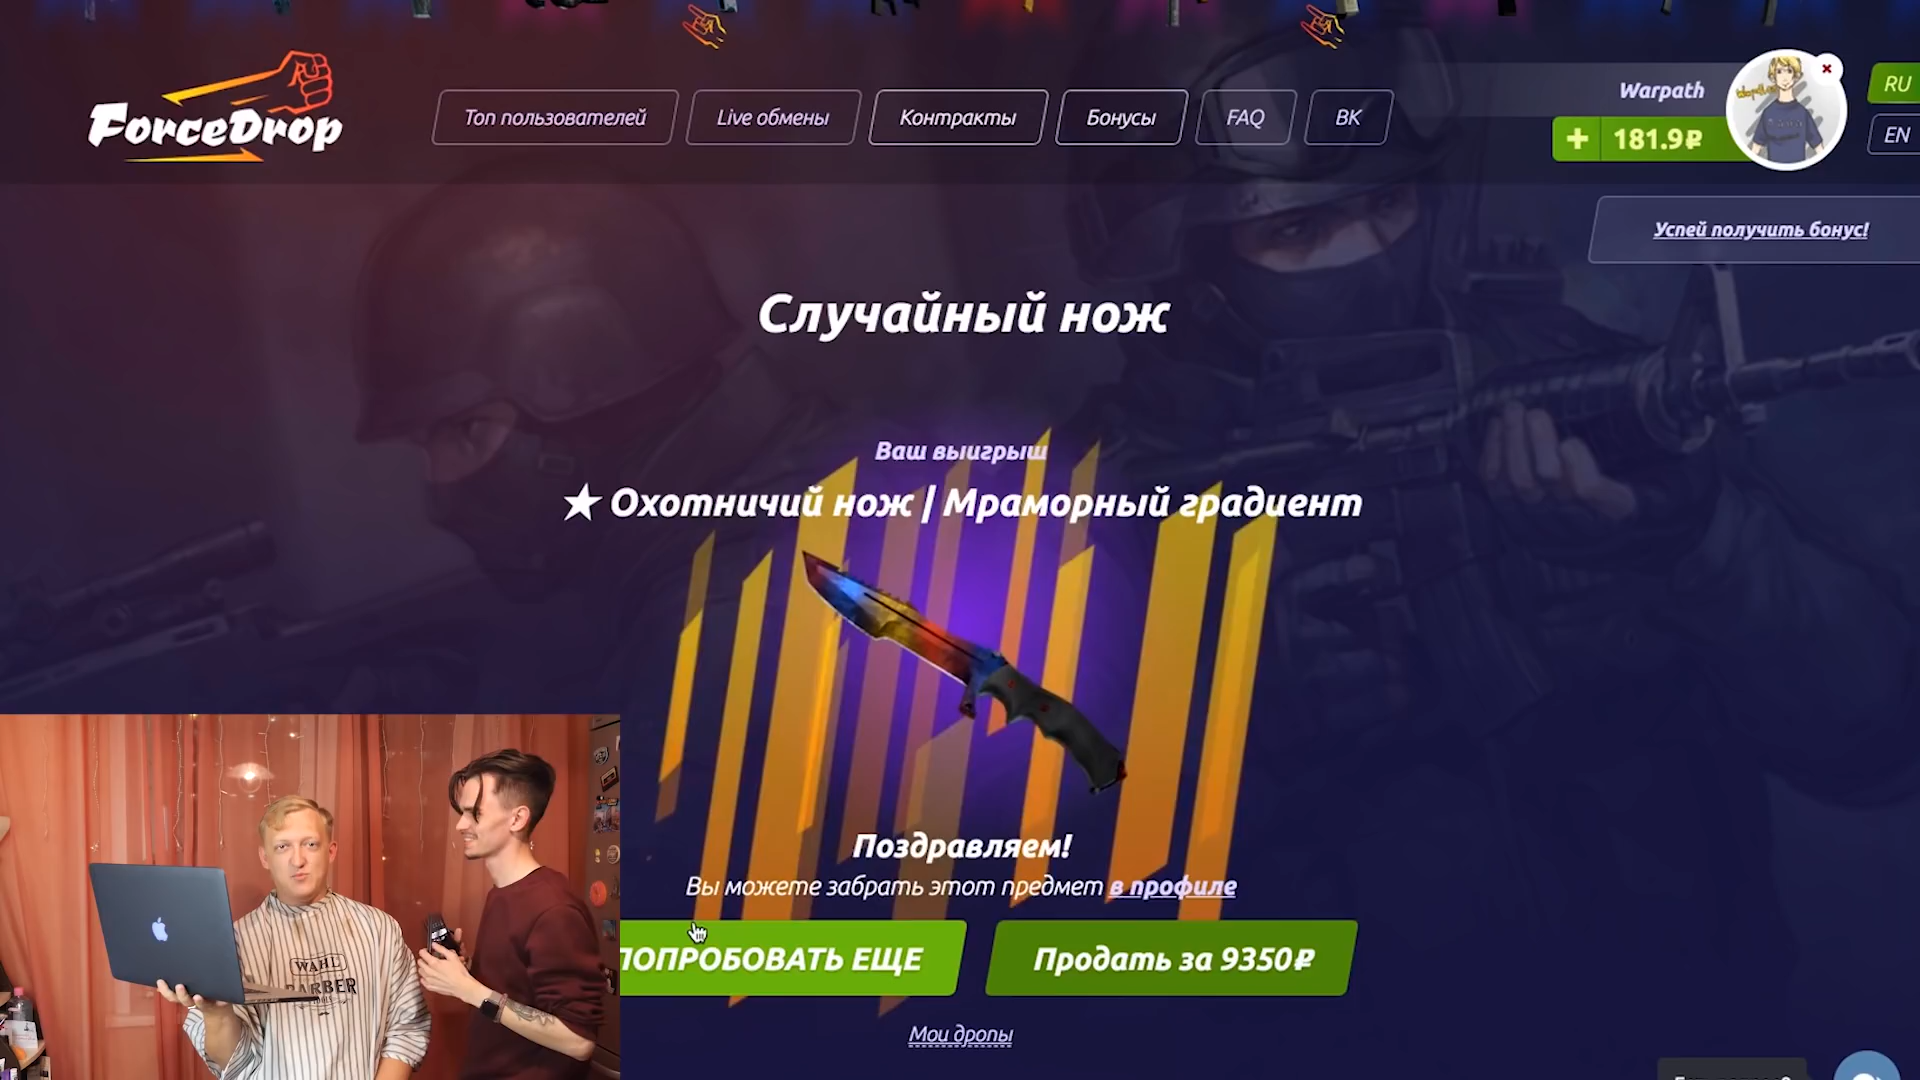 ForceDrop
Топ пользователей
Live обмены
Контракты
Бонусы
FAQ
ВК
Warpath
+ 181.9₽
RU
EN
Успей получить бонус!
Случайный нож
Ваш выигрыш
★ Охотничий нож | Мраморный градиент
Поздравляем!
Вы можете забрать этот предмет в профиле
ПОПРОБОВАТЬ ЕЩЕ
Продать за 9350₽
Мои дропы
WAHL
BARBER